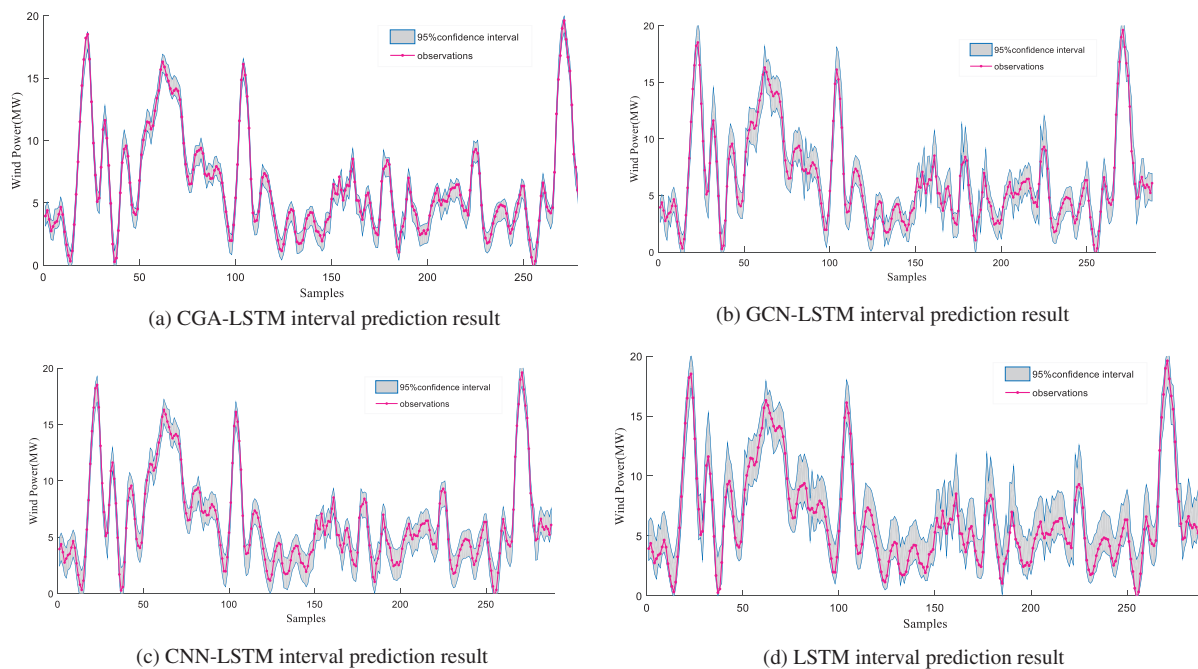 20
15
10
5
0
Wind Power(MW)
0 50 100 150 200 250
Samples
95%confidence interval
observations
(a) CGA-LSTM interval prediction result
20
15
10
5
0
Wind Power(MW)
0 50 100 150 200 250
Samples
95%confidence interval
observations
(b) GCN-LSTM interval prediction result
20
15
10
5
0
Wind Power(MW)
0 50 100 150 200 250
Samples
95%confidence interval
observations
(c) CNN-LSTM interval prediction result
20
15
10
5
0
Wind Power(MW)
0 50 100 150 200 250
Samples
95%confidence interval
observations
(d) LSTM interval prediction result